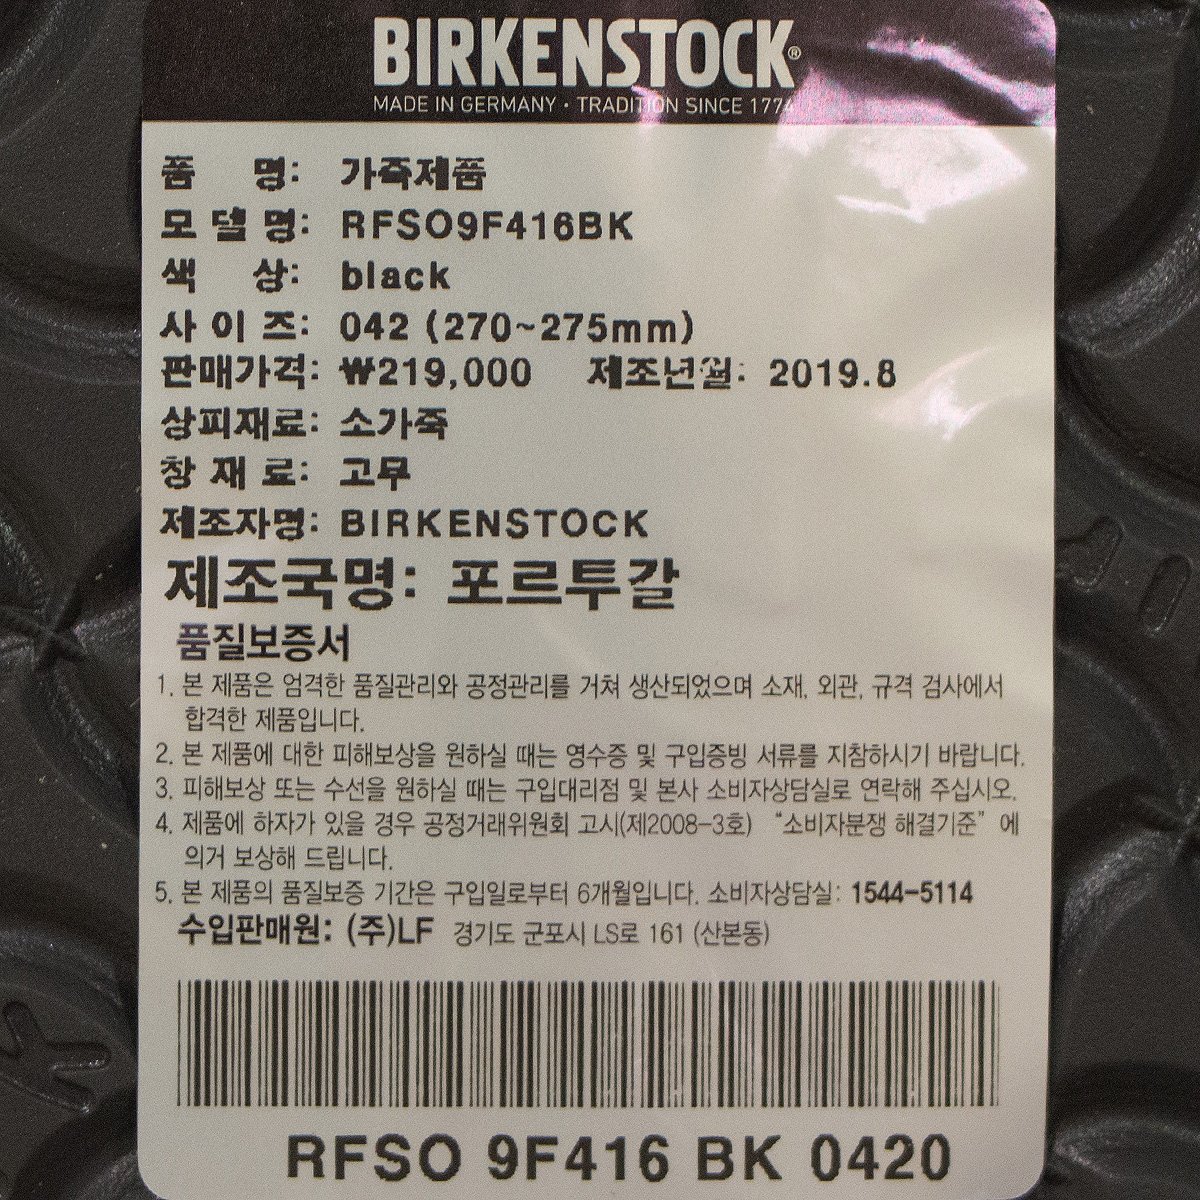 BIRKENSTOCK®
MADE IN GERMANY · TRADITION SINCE 1774
품 명: 가죽제품
모 델 명: RFSO9F416BK
색 상: black
사 이 즈: 042 (270~275mm)
판매가격: ₩219,000 제조년월: 2019.8
상피재료: 소가죽
창 재 료: 고무
제조자명: BIRKENSTOCK
제조국명: 포르투갈
품질보증서
1. 본 제품은 엄격한 품질관리와 공정관리를 거쳐 생산되었으며 소재, 외관, 규격 검사에서
합격한 제품입니다.
2. 본 제품에 대한 피해보상을 원하실 때는 영수증 및 구입증빙 서류를 지참하시기 바랍니다.
3. 피해보상 또는 수선을 원하실 때는 구입대리점 및 본사 소비자상담실로 연락해 주십시오.
4. 제품에 하자가 있을 경우 공정거래위원회 고시(제2008-3호) “소비자분쟁 해결기준” 에
의거 보상해 드립니다.
5. 본 제품의 품질보증 기간은 구입일로부터 6개월입니다. 소비자상담실: 1544-5114
수입판매원: (주)LF 경기도 군포시 LS로 161 (산본동)
RFSO 9F416 BK 0420